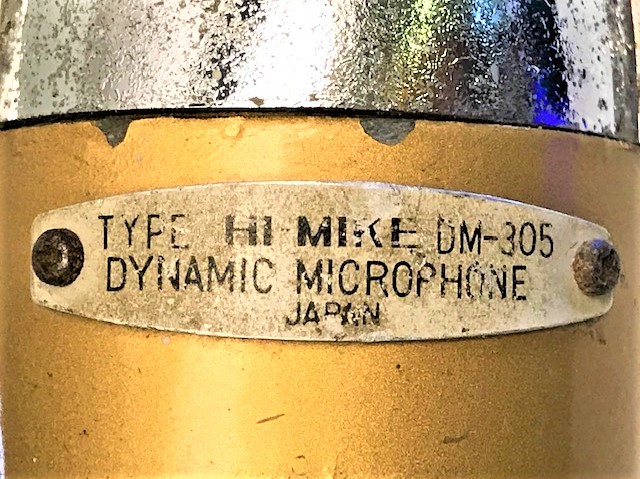 TYPE HI-MIKE DM-305
DYNAMIC MICROPHONE
JAPAN